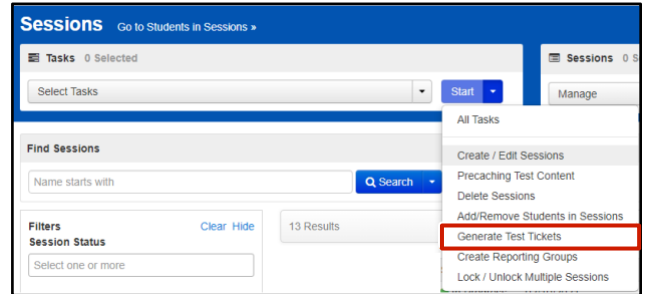 Sessions Go to Students in Sessions »
Tasks 0 Selected
Sessions 0 S
Select Tasks
Start
Manage
All Tasks
Find Sessions
Create / Edit Sessions
Name starts with
Search
Precaching Test Content
Delete Sessions
Filters Clear Hide
13 Results
Add/Remove Students in Sessions
Session Status
Generate Test Tickets
Select one or more
Create Reporting Groups
Lock / Unlock Multiple Sessions